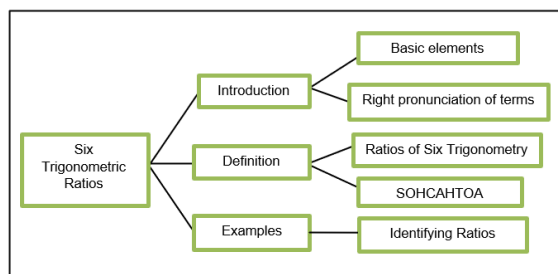 Six
Trigonometric
Ratios
Introduction
Basic elements
Right pronunciation of terms
Definition
Ratios of Six Trigonometry
SOHCAHTOA
Examples
Identifying Ratios